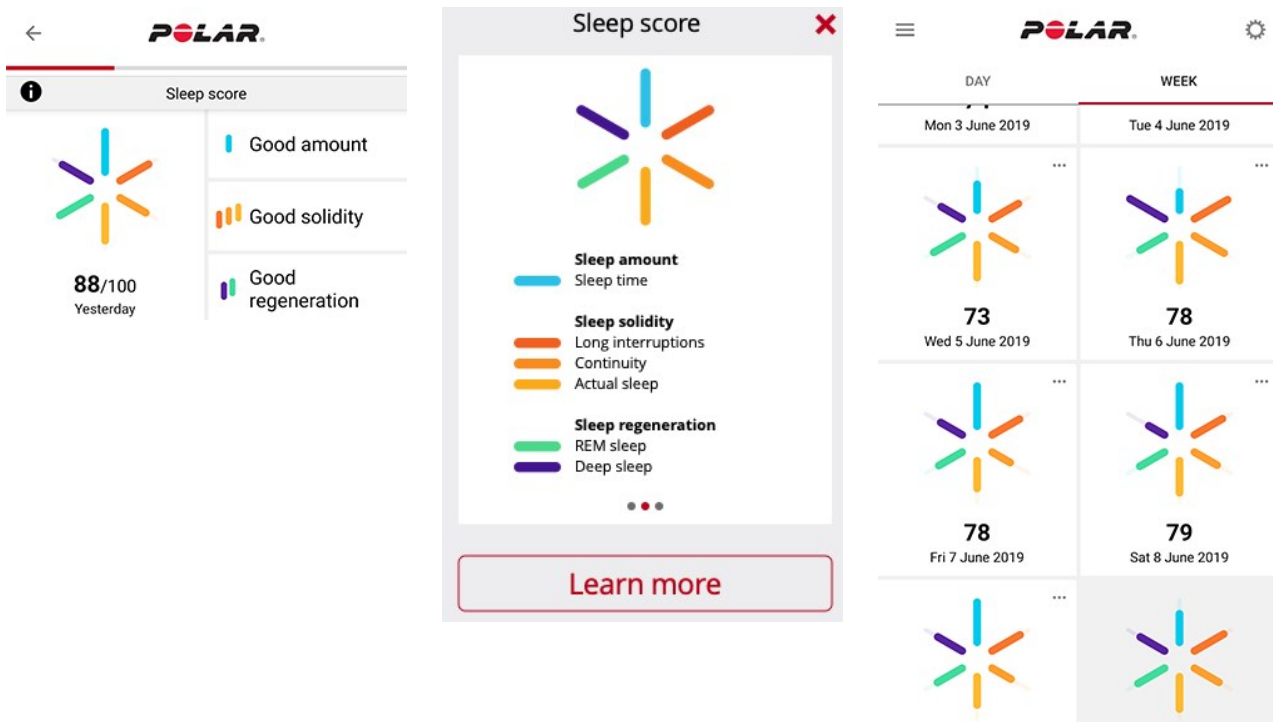 POLAR.
Sleep score
Good amount
Good solidity
Good
regeneration
88/100
Yesterday
Sleep score
Sleep amount
Sleep time
Sleep solidity
Long interruptions
Continuity
Actual sleep
Sleep regeneration
REM sleep
Deep sleep
Learn more
POLAR.
DAY WEEK
Mon 3 June 2019 Tue 4 June 2019
73 78
Wed 5 June 2019 Thu 6 June 2019
78 79
Fri 7 June 2019 Sat 8 June 2019